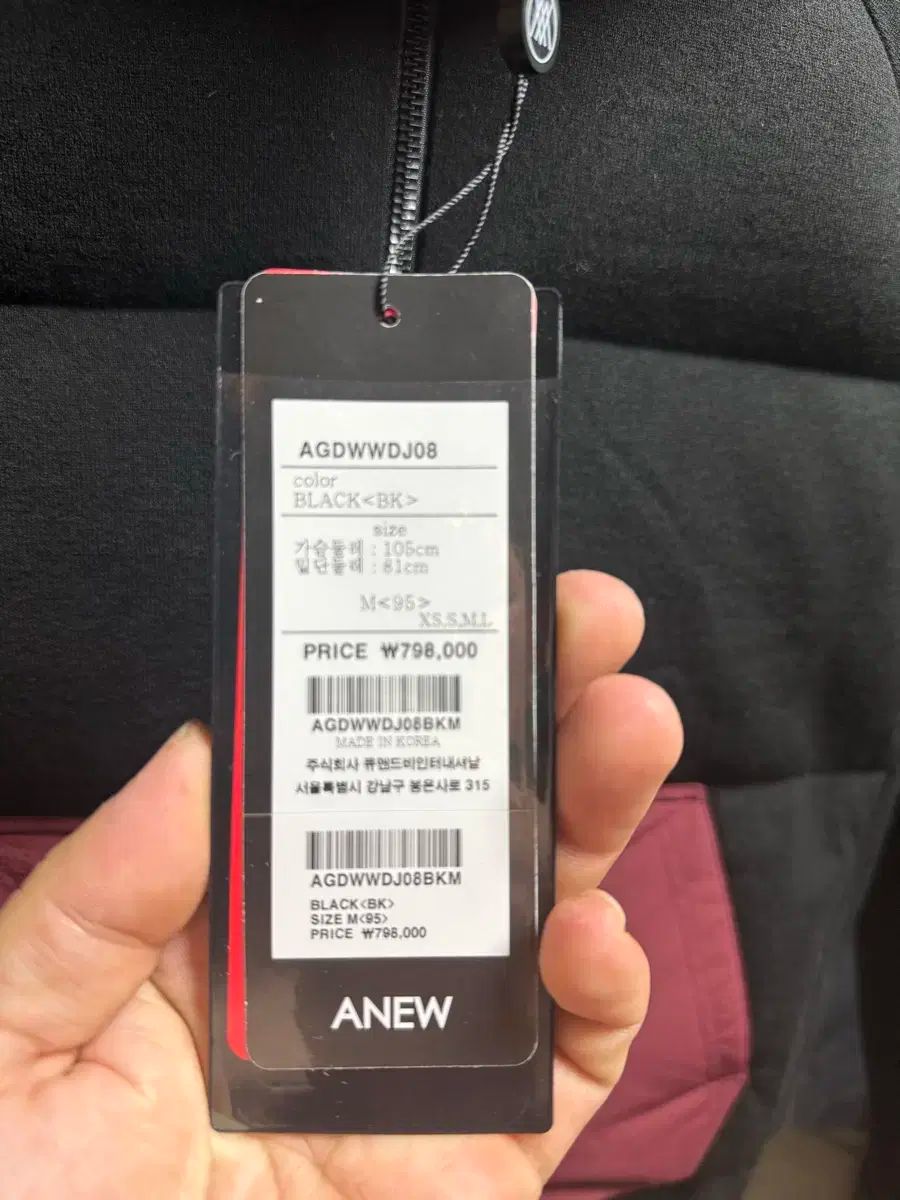 AGDWWDJ08
color
BLACK<BK>
size
가슴둘레 : 105cm
밑단둘레 : 81cm
M<95>
XS,S,M,L
PRICE ₩798,000
AGDWWDJ08BKM
MADE IN KOREA
주식회사 큐앤드비인터내셔날
서울특별시 강남구 봉은사로 315
AGDWWDJ08BKM
BLACK<BK>
SIZE M<95>
PRICE ₩798,000
ANEW